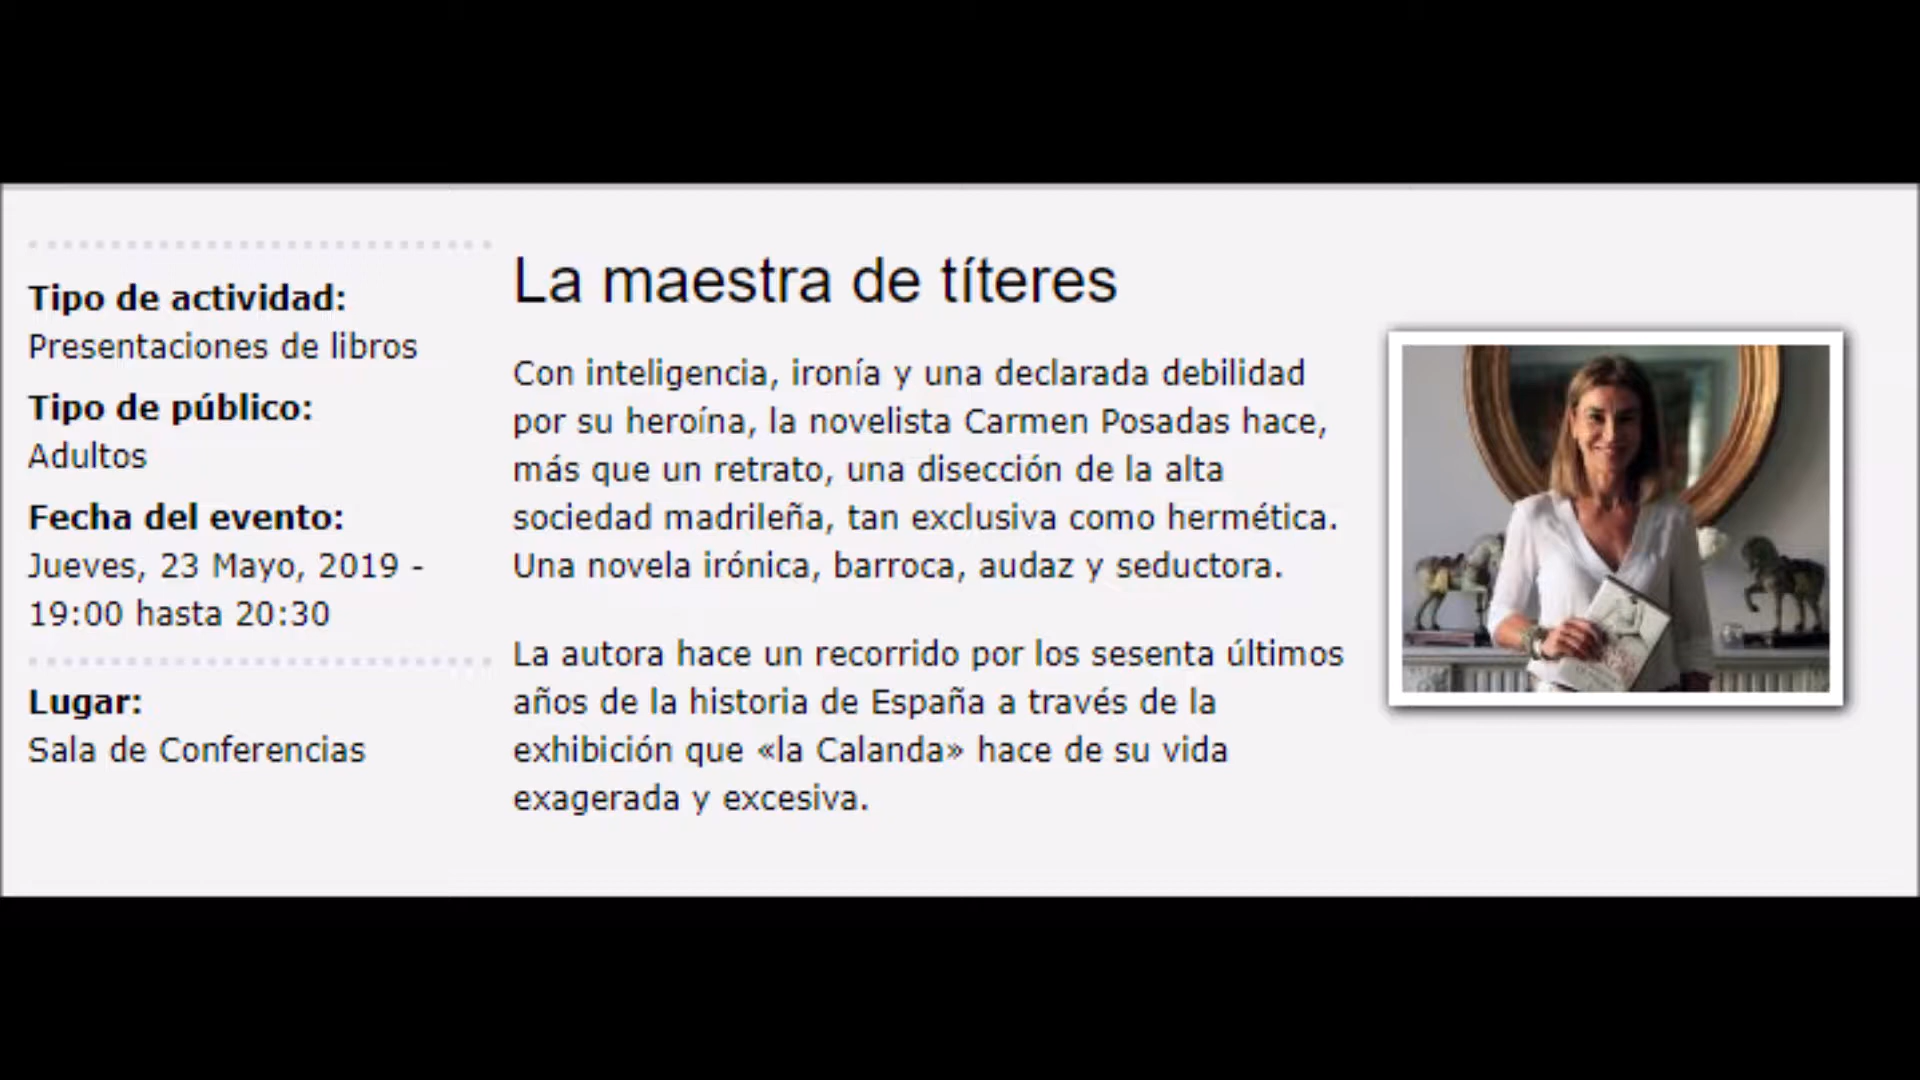 Tipo de actividad:
Presentaciones de libros
Tipo de público:
Adultos
Fecha del evento:
Jueves, 23 Mayo, 2019 -
19:00 hasta 20:30
Lugar:
Sala de Conferencias
La maestra de títeres
Con inteligencia, ironía y una declarada debilidad
por su heroína, la novelista Carmen Posadas hace,
más que un retrato, una disección de la alta
sociedad madrileña, tan exclusiva como hermética.
Una novela irónica, barroca, audaz y seductora.
La autora hace un recorrido por los sesenta últimos
años de la historia de España a través de la
exhibición que «la Calanda» hace de su vida
exagerada y excesiva.